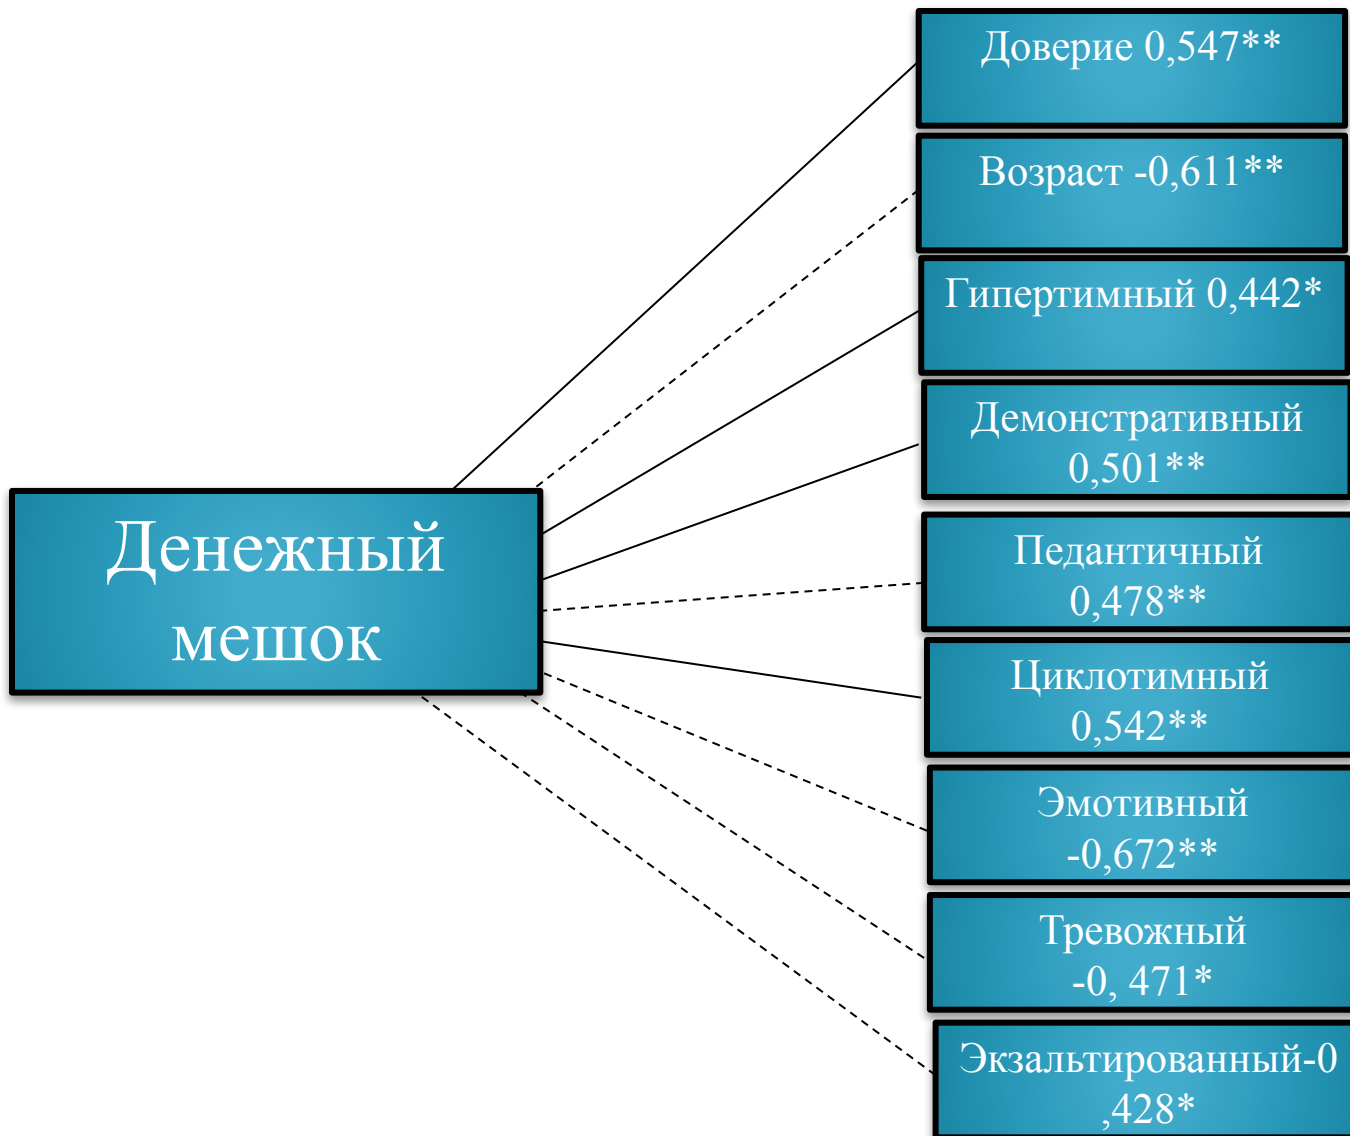 Доверие 0,547**
Возраст -0,611**
Гипертимный 0,442*
Демонстративный
0,501**
Денежный
мешок
Педантичный
0,478**
Циклотимный
0,542**
Эмотивный
-0,672**
Тревожный
-0, 471*
Экзальтированный-0
,428*